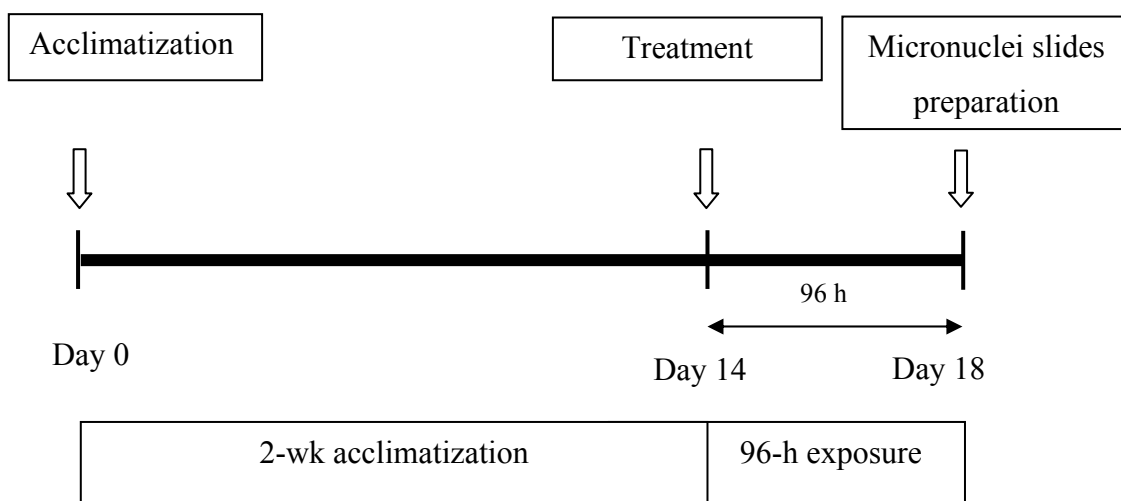 Acclimatization
Treatment
Micronuclei slides
preparation
96 h
Day 0
Day 14
Day 18
2-wk acclimatization
96-h exposure